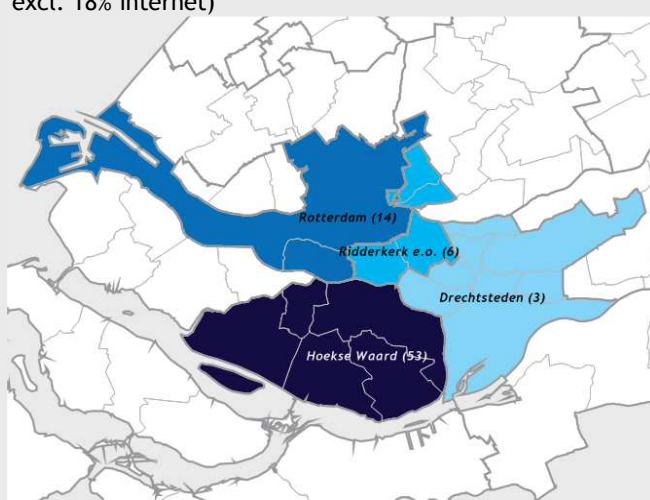 excl. 18% internet)
Rotterdam (14)
Ridderkerk e.o. (6)
Drechtsteden (3)
Hoekse Waard (53)